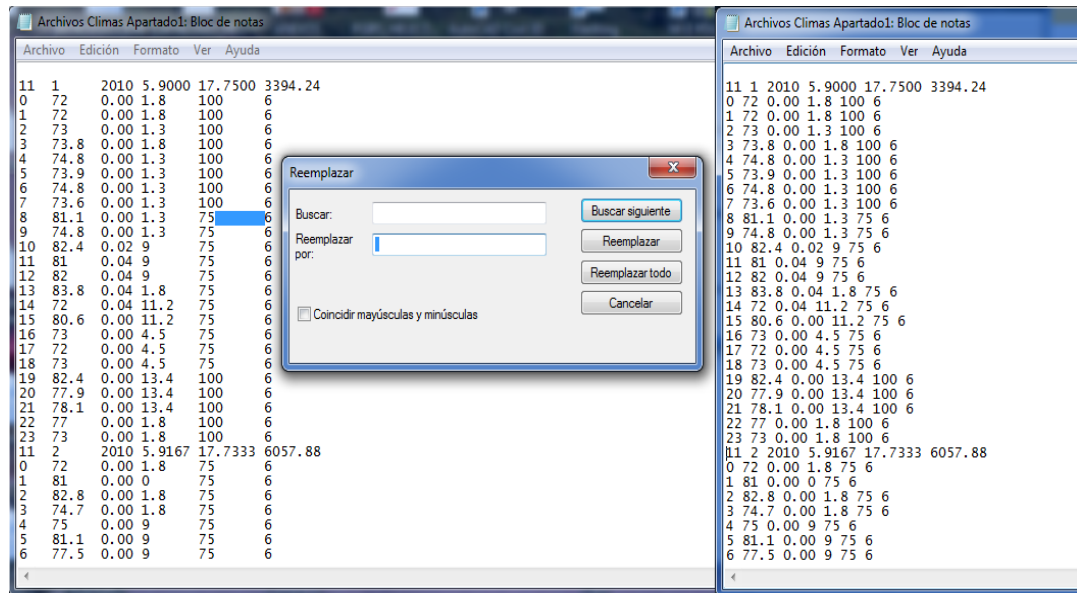 Archivos Climas Apartado1: Bloc de notas
Archivo Edición Formato Ver Ayuda
11 1 2010 5.9000 17.7500 3394.24
0 72 0.00 1.8 100 6
1 72 0.00 1.8 100 6
2 73 0.00 1.3 100 6
3 73.8 0.00 1.8 100 6
4 74.8 0.00 1.3 100 6
5 73.9 0.00 1.3 100 6
6 74.8 0.00 1.3 100 6
7 73.6 0.00 1.3 100 6
8 81.1 0.00 1.3 75 6
9 74.8 0.00 1.3 75 6
10 82.4 0.02 9 75 6
11 81 0.04 9 75 6
12 82 0.04 9 75 6
13 83.8 0.04 1.8 75 6
14 72 0.04 11.2 75 6
15 80.6 0.00 11.2 75 6
16 73 0.00 4.5 75 6
17 72 0.00 4.5 75 6
18 73 0.00 4.5 75 6
19 82.4 0.00 13.4 100 6
20 77.9 0.00 13.4 100 6
21 78.1 0.00 13.4 100 6
22 77 0.00 1.8 100 6
23 73 0.00 1.8 100 6
11 2 2010 5.9167 17.7333 6057.88
0 72 0.00 1.8 75 6
1 81 0.00 0 75 6
2 82.8 0.00 1.8 75 6
3 74.7 0.00 1.8 75 6
4 75 0.00 9 75 6
5 81.1 0.00 9 75 6
6 77.5 0.00 9 75 6
Reemplazar
Buscar:
Buscar siguiente
Reemplazar
por:
Reemplazar
Reemplazar todo
Cancelar
Coincidir mayúsculas y minúsculas
Archivos Climas Apartado1: Bloc de notas
Archivo Edición Formato Ver Ayuda
11 1 2010 5.9000 17.7500 3394.24
0 72 0.00 1.8 100 6
1 72 0.00 1.8 100 6
2 73 0.00 1.3 100 6
3 73.8 0.00 1.8 100 6
4 74.8 0.00 1.3 100 6
5 73.9 0.00 1.3 100 6
6 74.8 0.00 1.3 100 6
7 73.6 0.00 1.3 100 6
8 81.1 0.00 1.3 75 6
9 74.8 0.00 1.3 75 6
10 82.4 0.02 9 75 6
11 81 0.04 9 75 6
12 82 0.04 9 75 6
13 83.8 0.04 1.8 75 6
14 72 0.04 11.2 75 6
15 80.6 0.00 11.2 75 6
16 73 0.00 4.5 75 6
17 72 0.00 4.5 75 6
18 73 0.00 4.5 75 6
19 82.4 0.00 13.4 100 6
20 77.9 0.00 13.4 100 6
21 78.1 0.00 13.4 100 6
22 77 0.00 1.8 100 6
23 73 0.00 1.8 100 6
11 2 2010 5.9167 17.7333 6057.88
0 72 0.00 1.8 75 6
1 81 0.00 0 75 6
2 82.8 0.00 1.8 75 6
3 74.7 0.00 1.8 75 6
4 75 0.00 9 75 6
5 81.1 0.00 9 75 6
6 77.5 0.00 9 75 6